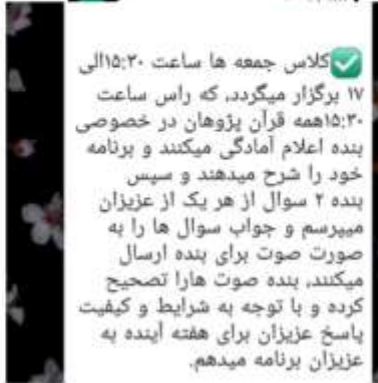 ✅کلاس جمعه ها ساعت ۱۵:۳۰الی
۱۷ برگزار میگردد، که راس ساعت
۱۵:۳۰همه قرآن پژوهان در خصوصی
بنده اعلام آمادگی میکنند و برنامه
خود را شرح میدهند و سپس
بنده ۲ سوال از هر یک از عزیزان
میپرسم و جواب سوال ها را به
صورت صوت برای بنده ارسال
میکنند، بنده صوت هارا تصحیح
کرده و با توجه به شرایط و کیفیت
پاسخ عزیزان برای هفته آینده به
عزیزان برنامه میدهم.